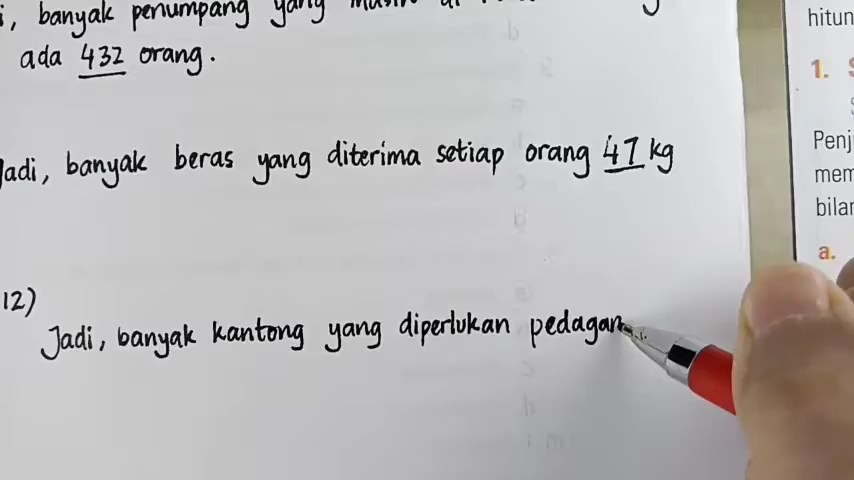 banyak penumpang yang
ada 432 orang.
Jadi, banyak beras yang diterima setiap orang 47 kg
12)
Jadi, banyak kantong yang diperlukan pedagan
hitun
1.
Penj
mem
bilan
a.